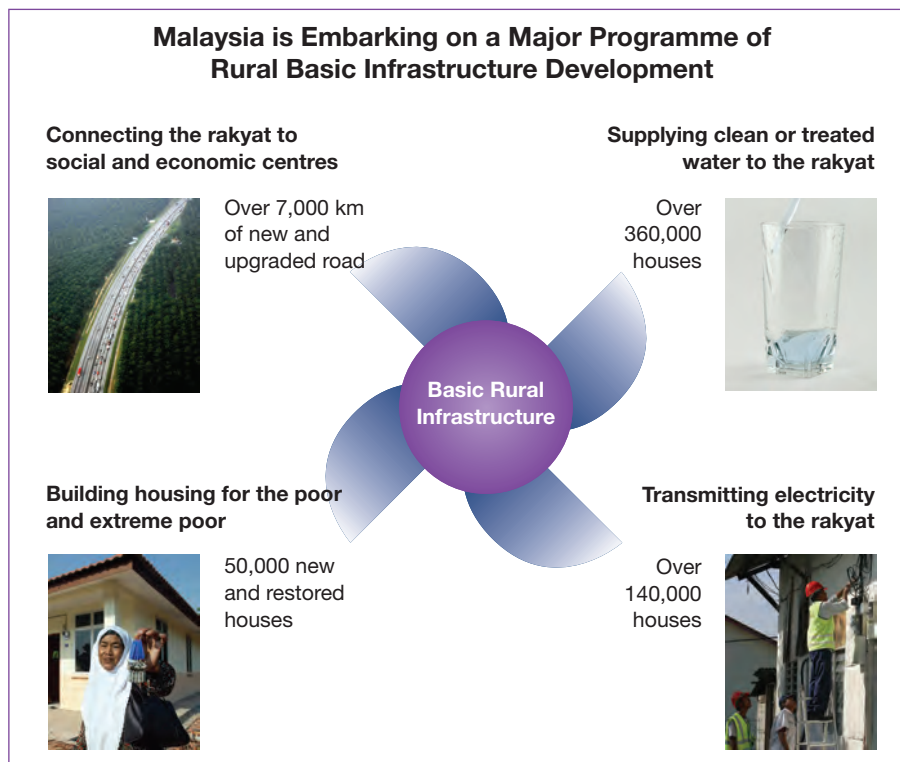 Malaysia is Embarking on a Major Programme of
Rural Basic Infrastructure Development
Connecting the rakyat to
social and economic centres
Over 7,000 km
of new and
upgraded road
Supplying clean or treated
water to the rakyat
Over
360,000
houses
Basic Rural
Infrastructure
Building housing for the poor
and extreme poor
50,000 new
and restored
houses
Transmitting electricity
to the rakyat
Over
140,000
houses